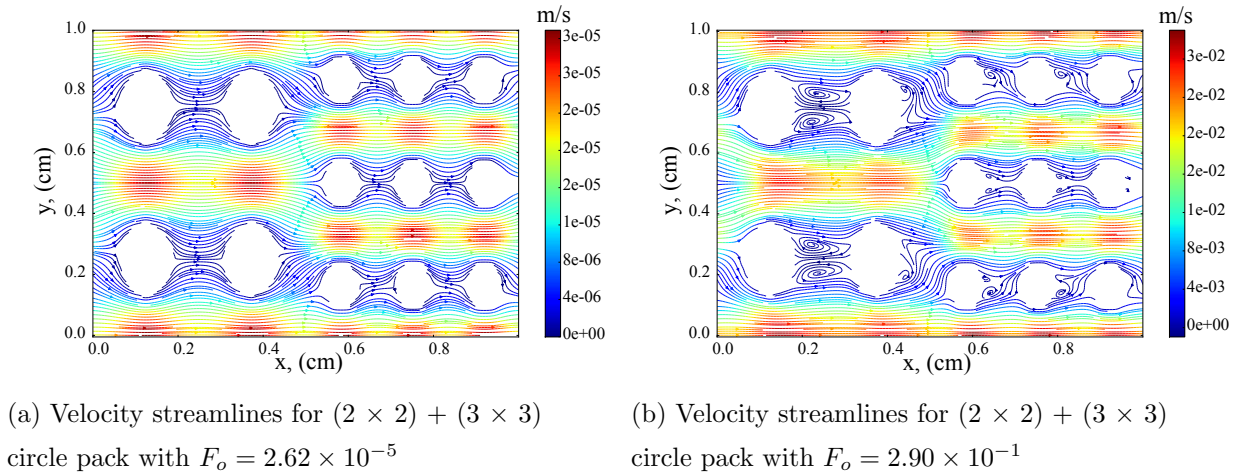 m/s
1.0
0.8
0.6
0.4
0.2
0.0
y, (cm)
0.0
0.2
0.4
0.6
0.8
x, (cm)
3e-05
3e-05
2e-05
2e-05
2e-05
1e-05
8e-06
4e-06
0e+00
m/s
1.0
0.8
0.6
0.4
0.2
0.0
y, (cm)
0.0
0.2
0.4
0.6
0.8
x, (cm)
3e-02
2e-02
2e-02
2e-02
1e-02
8e-03
4e-03
0e+00
(a) Velocity streamlines for (2 × 2) + (3 × 3)
circle pack with $F_o = 2.62 × 10^{-5}$
(b) Velocity streamlines for (2 × 2) + (3 × 3)
circle pack with $F_o = 2.90 × 10^{-1}$